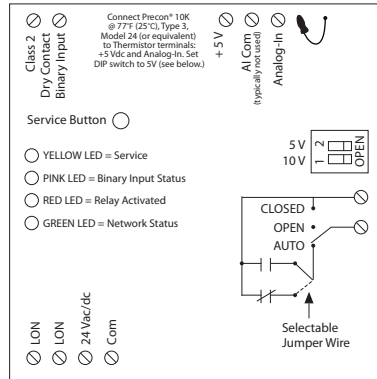 Class 2
Dry Contact
Binary Input
Connect Precon® 10K
@ 77°F (25°C), Type 3,
Model 24 (or equivalent)
to Thermistor terminals:
+5 Vdc and Analog-In. Set
DIP switch to 5V (see below.)
+ 5 V
AI Com
(typically not used)
Analog-In
Service Button
YELLOW LED = Service
PINK LED = Binary Input Status
RED LED = Relay Activated
GREEN LED = Network Status
5 V 2
10 V 1
OPEN
CLOSED
OPEN
AUTO
Selectable
Jumper Wire
LON
LON
24 Vac/dc
Com